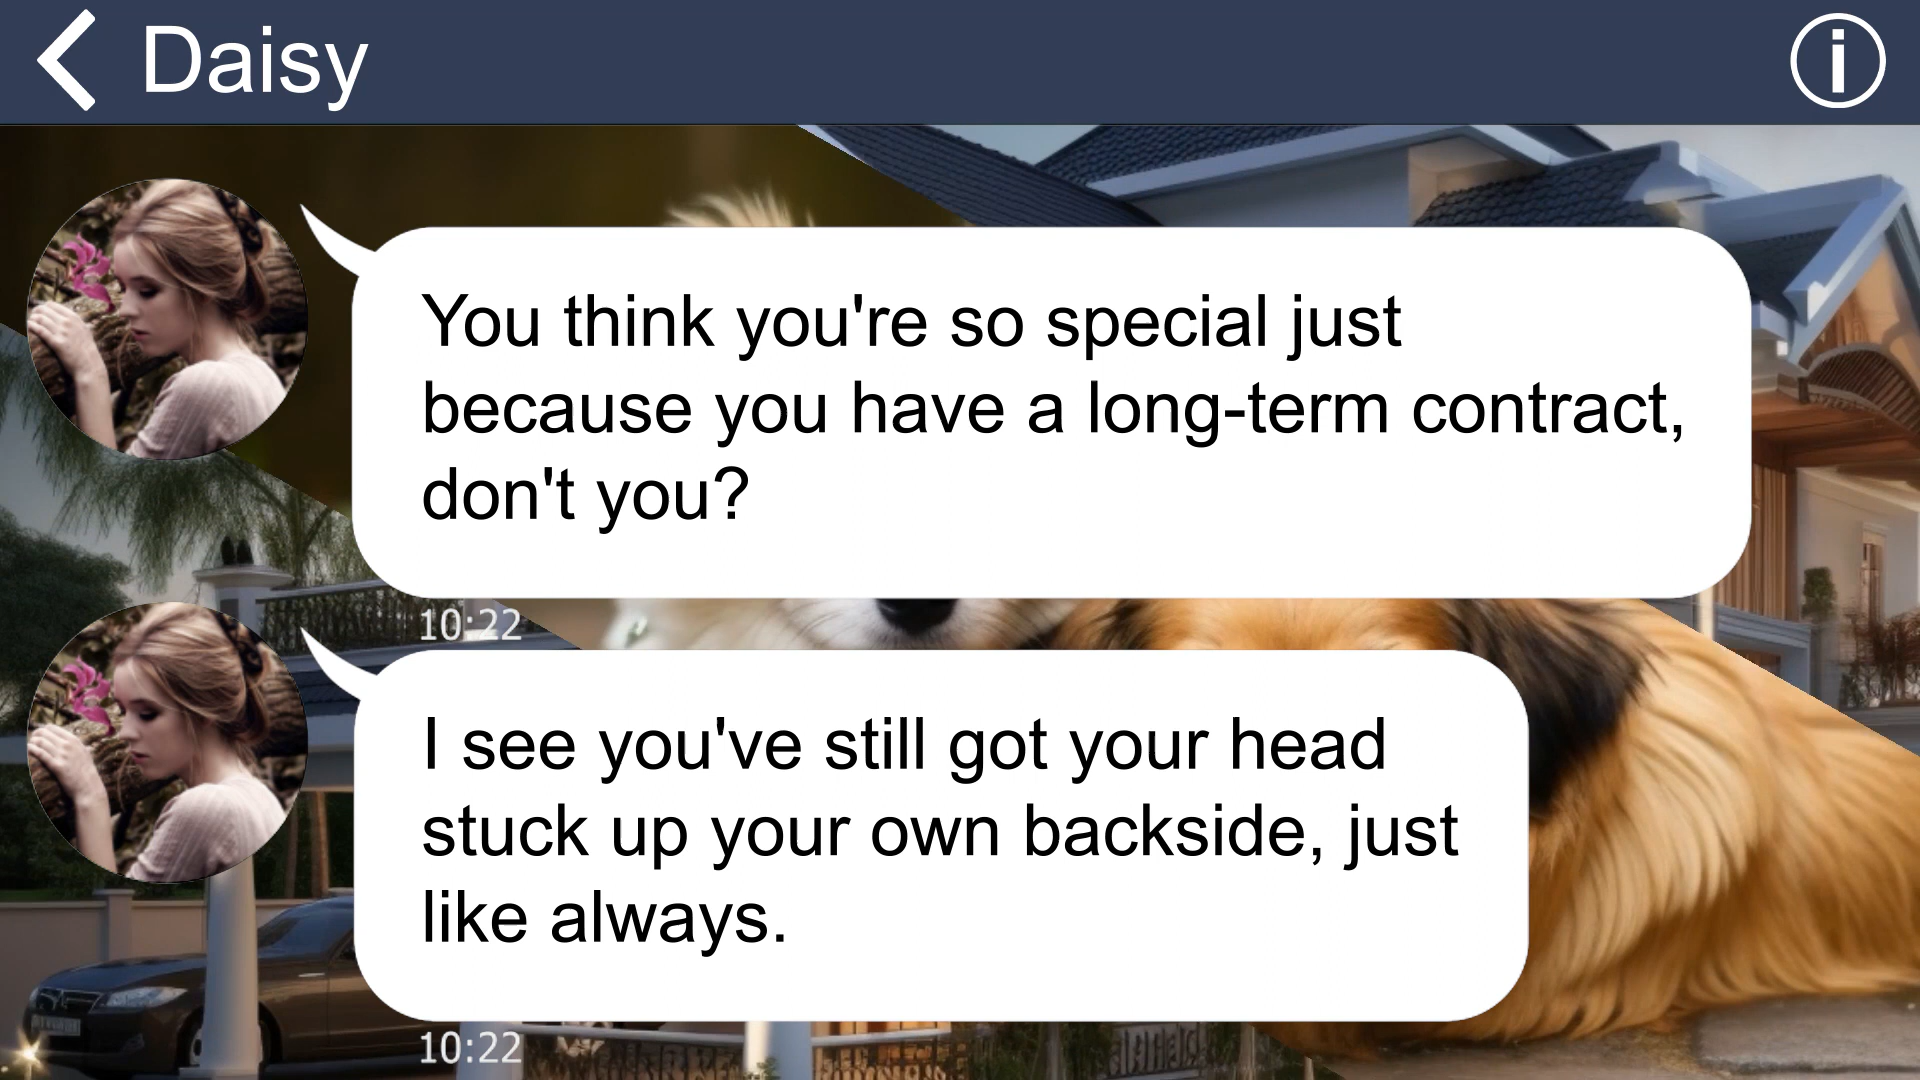 Daisy
You think you're so special just
because you have a long-term contract,
don't you?
10:22
I see you've still got your head
stuck up your own backside, just
like always.
10:22